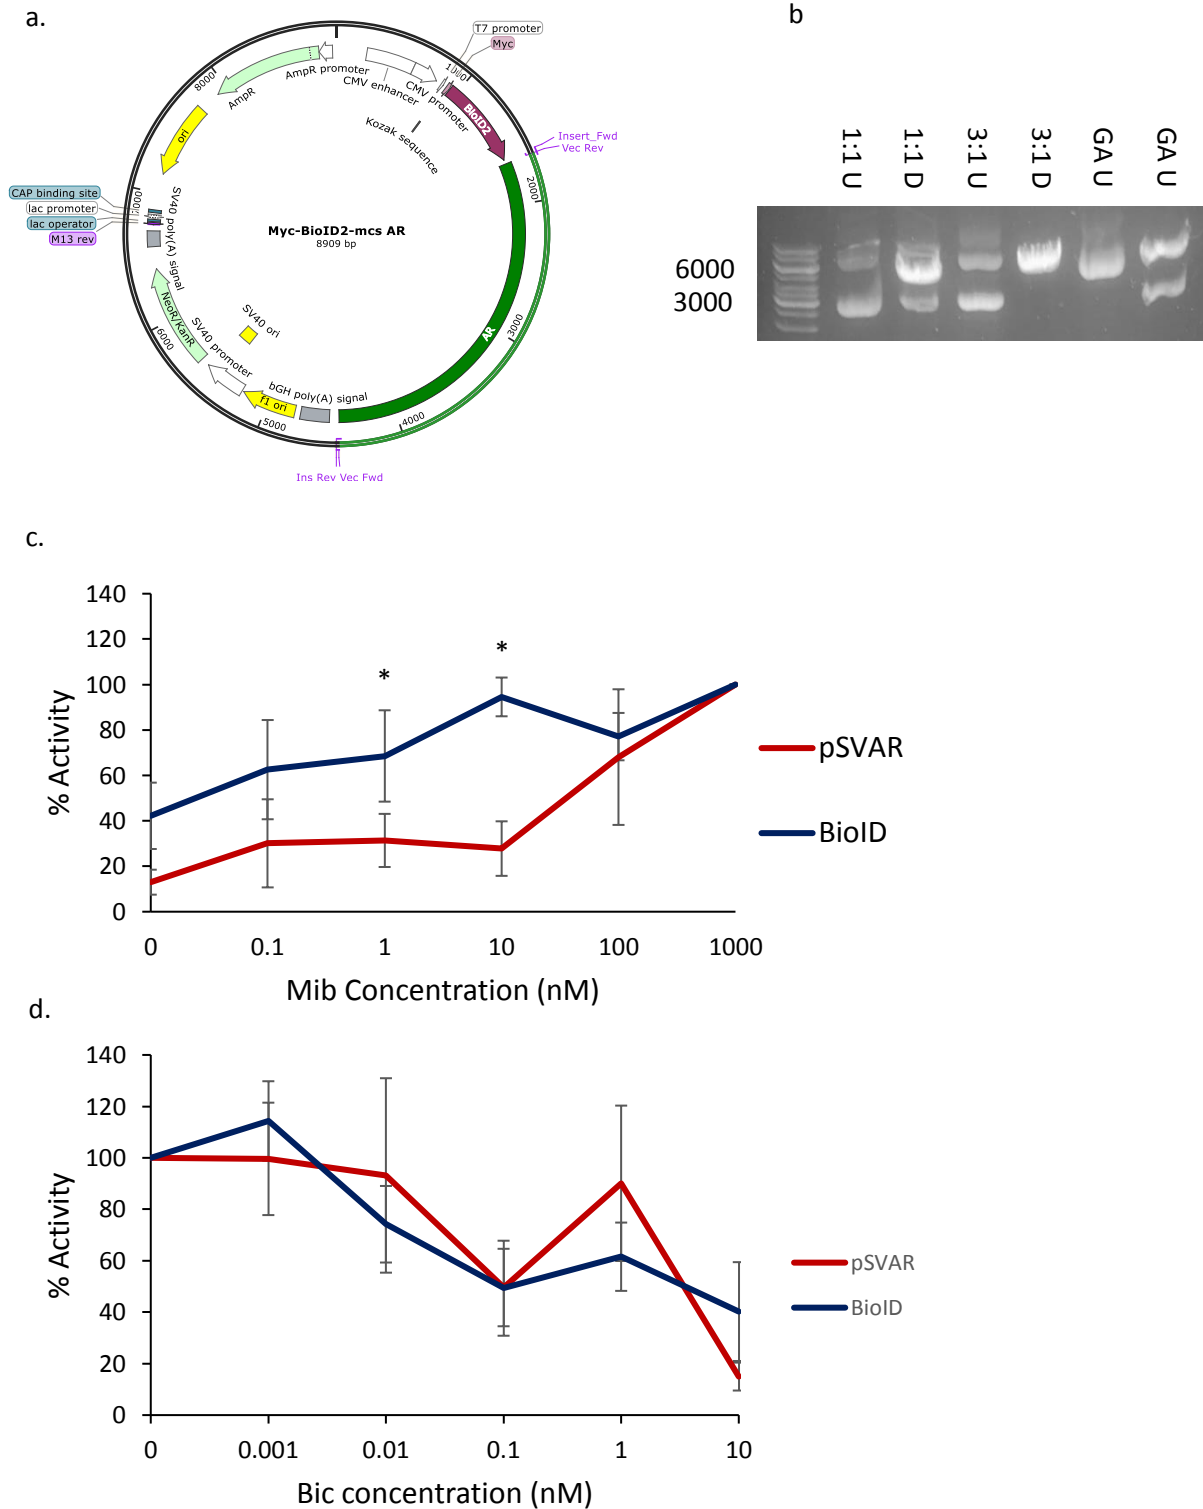 a.
T7 promoter
Myc
AmpR promoter
CMV enhancer
CMV promoter
1000
BioID2
Kozak sequence
Insert_Fwd
Vec Rev
2000
8000
AmpR
ori
CAP binding site
lac promoter
lac operator
M13 rev
SV40 poly(A) signal
Myc-BioID2-mcs AR
8909 bp
NeoR/KanR
6000
SV40 promoter
SV40 ori
AR
3000
bGH poly(A) signal
f1 ori
5000
4000
Ins Rev Vec Fwd
b
1:1 U
1:1 D
3:1 U
3:1 D
GA U
GA U
6000
3000
c.
140
120
100
80
60
40
20
0
% Activity
*
*
0 0.1 1 10 100 1000
Mib Concentration (nM)
pSVAR
BioID
d.
140
120
100
80
60
40
20
0
% Activity
0 0.001 0.01 0.1 1 10
Bic concentration (nM)
pSVAR
BioID